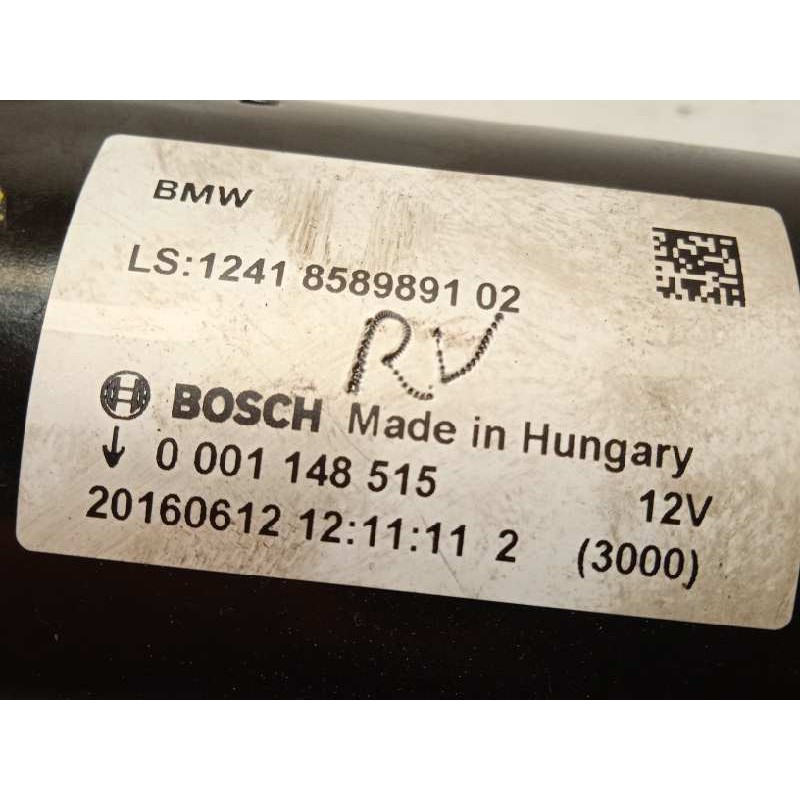 BMW
LS:1241 8589891 02
R.V
BOSCH Made in Hungary
0 001 148 515
12V
20160612 12:11:11 2 (3000)